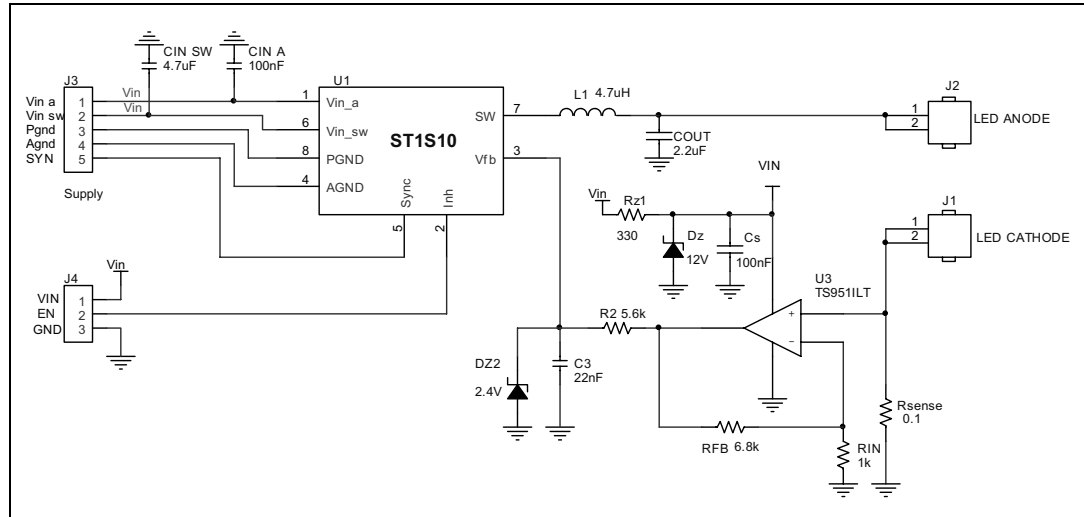 CIN SW
4.7uF
CIN A
100nF
J3
Vin a
Vin sw
Pgnd
Agnd
SYN
1
2
3
4
5
Supply
Vin
Vin
U1
1
6
8
4
Vin_a
Vin_sw
PGND
AGND
ST1S10
SW
Vfb
Sync
Inh
7
3
5
2
L1 4.7uH
COUT
2.2uF
J2
1
2
LED ANODE
J1
1
2
LED CATHODE
VIN
Vin
Rz1
330
Dz
12V
Cs
100nF
U3
TS951ILT
+
−
J4
Vin
VIN
EN
GND
1
2
3
R2 5.6k
DZ2
2.4V
C3
22nF
RFB 6.8k
RIN
1k
Rsense
0.1